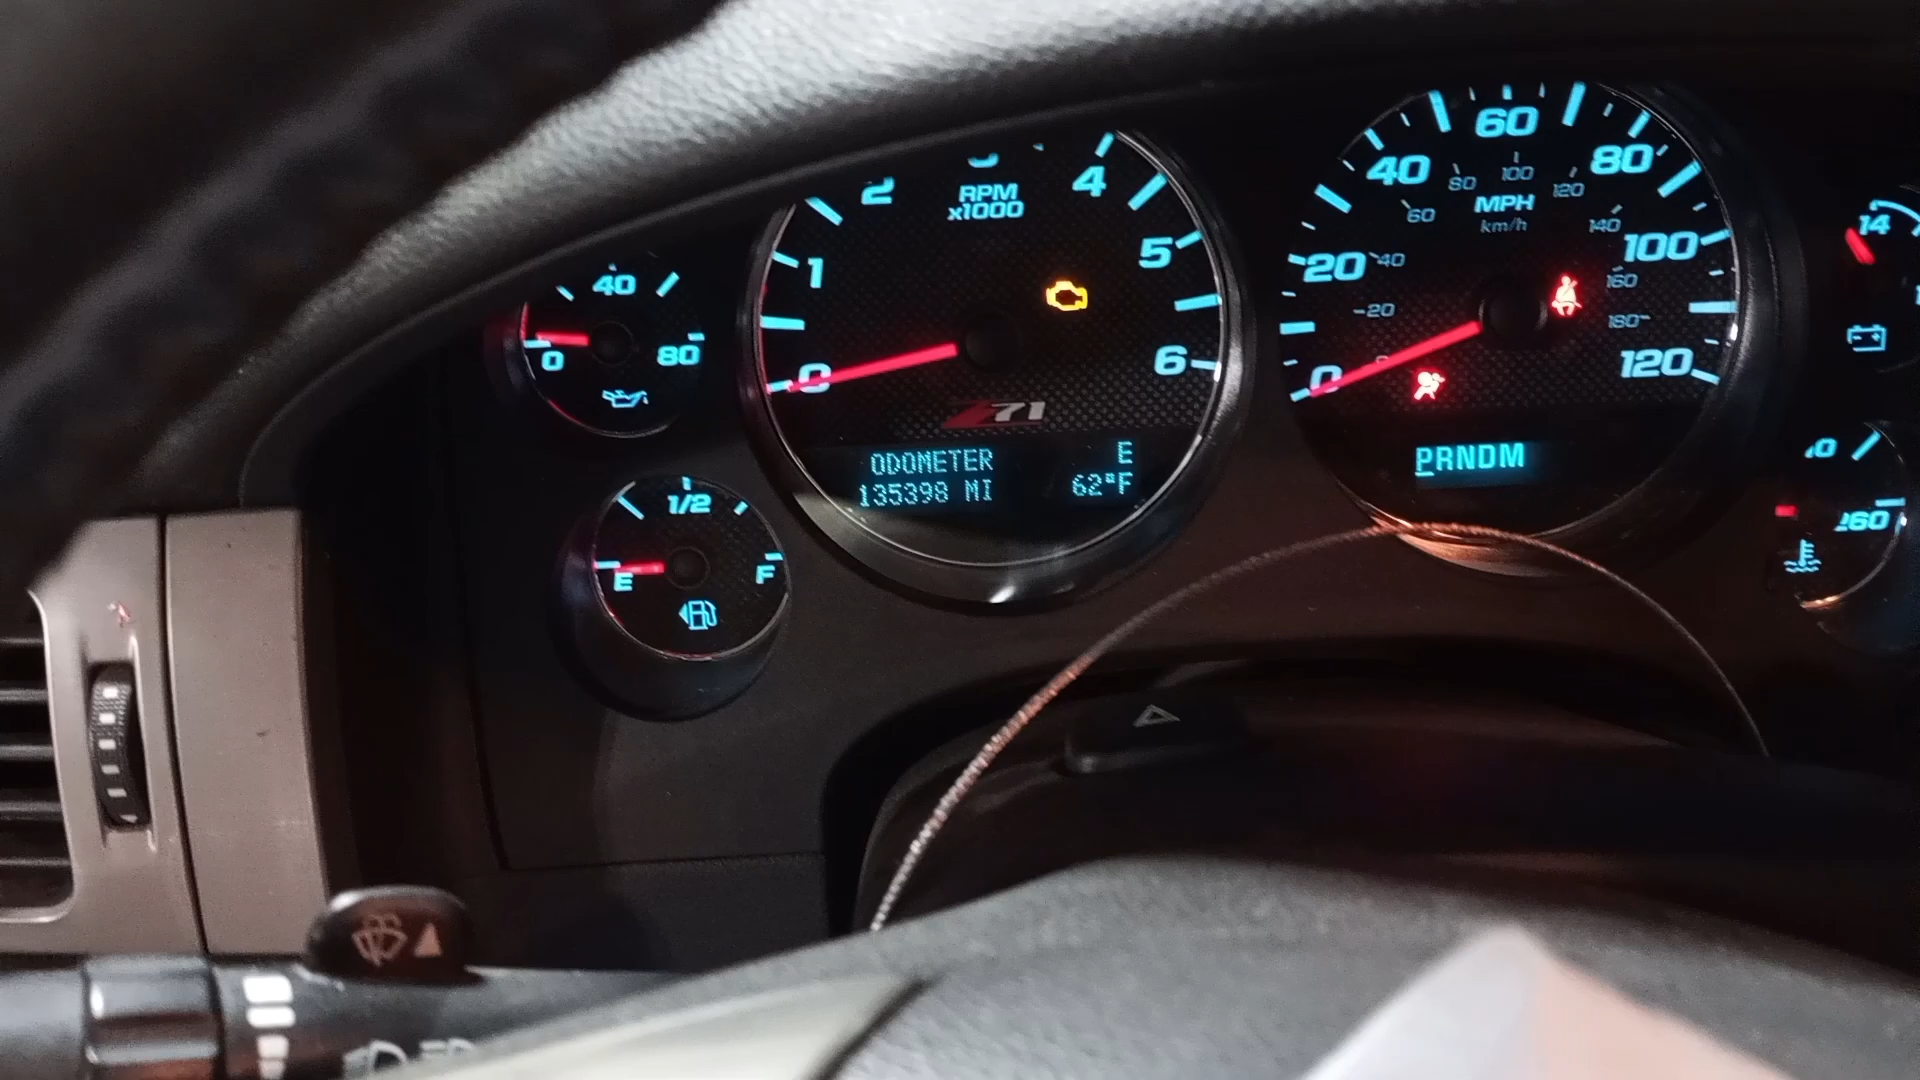 40
0 80
1/2
E F
1 2 4 5
RPM
x1000
0 6
Z71
ODOMETER E
135398 MI 62°F
20 40 60 80 100 120
20 40 60 80 100 120 140 160 180
MPH
km/h
0
PRNDM
14
260